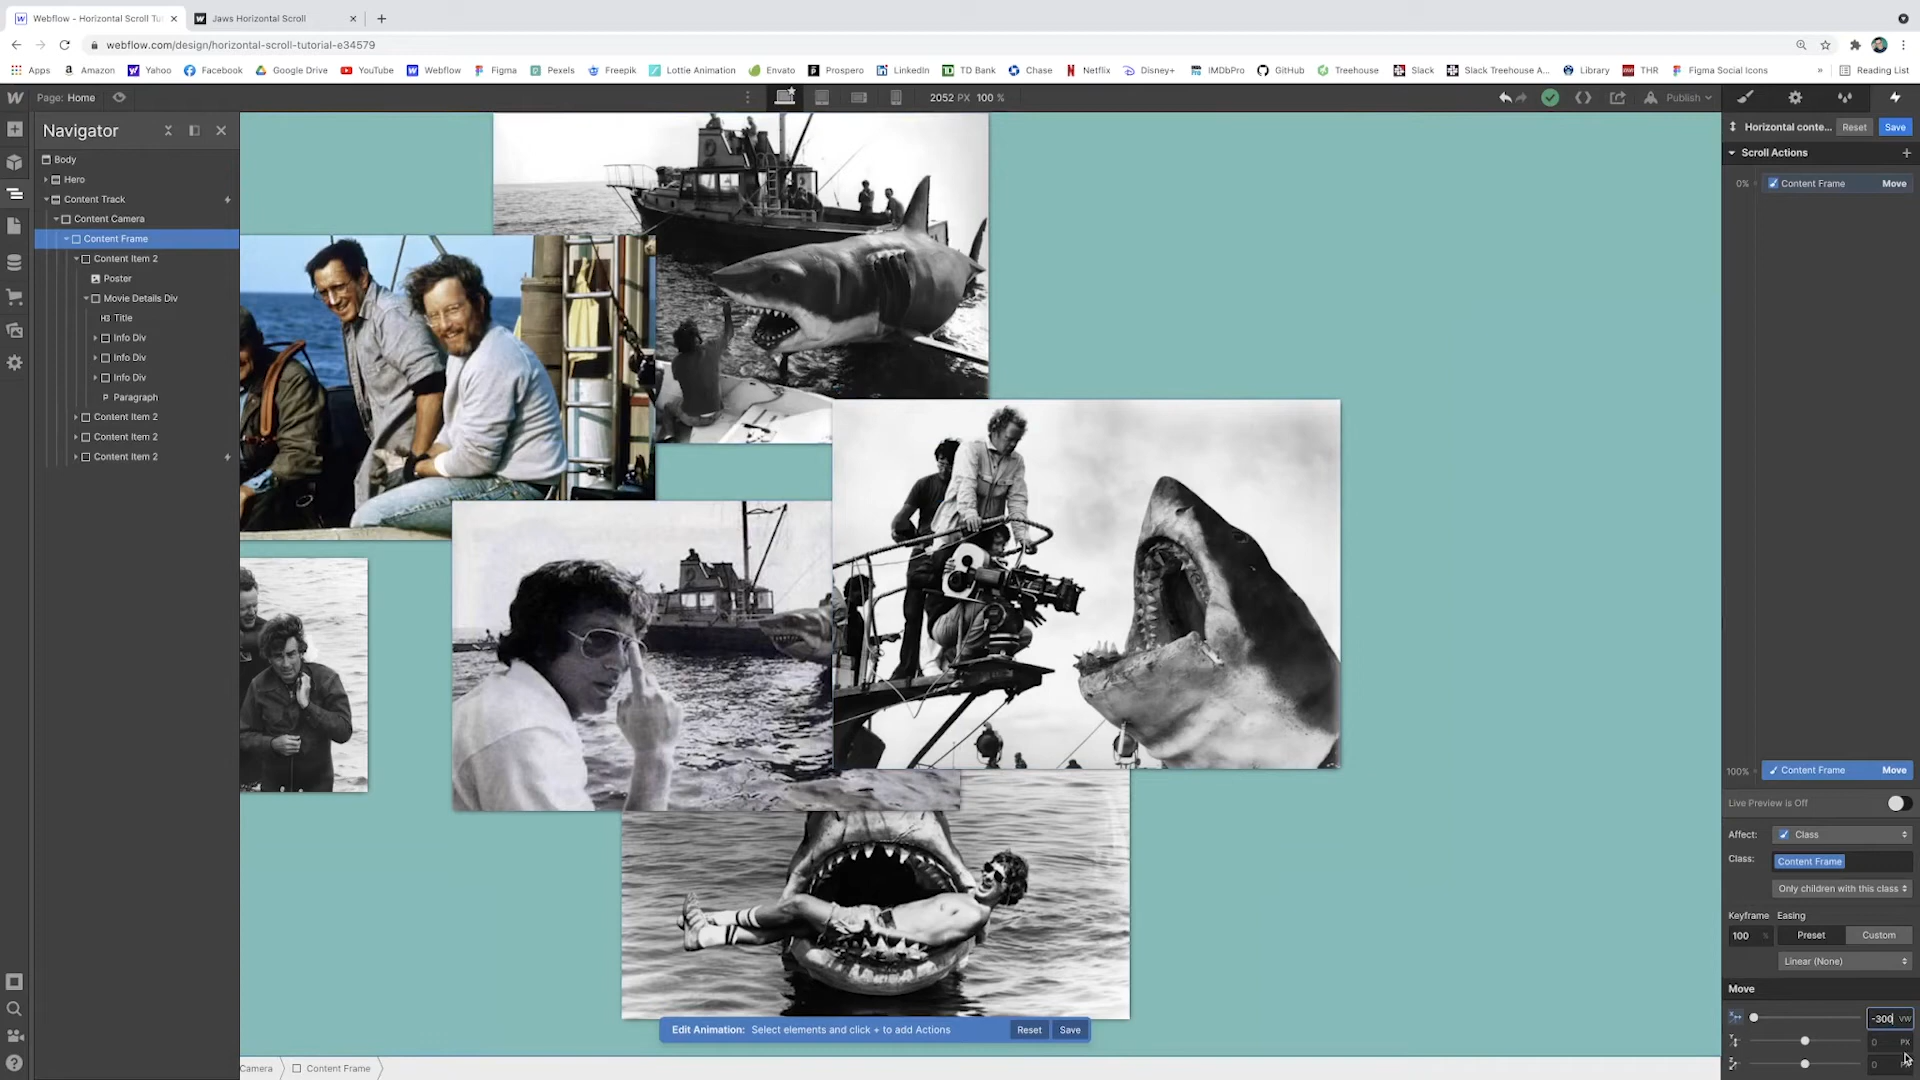 Webflow - Horizontal Scroll Tu
Jaws Horizontal Scroll
webflow.com/design/horizontal-scroll-tutorial-e34579
Apps Amazon Yahoo Facebook Google Drive YouTube Webflow Figma Pexels Freepik Lottie Animation Envato Prospero LinkedIn TD Bank Chase Netflix Disney+ IMDbPro GitHub Treehouse Slack Slack Treehouse A... Library THR Figma Social Icons » Reading List
Page: Home
2052 PX 100 %
Publish
Navigator
Body
Hero
Content Track
Content Camera
Content Frame
Content Item 2
Poster
Movie Details Div
H3 Title
Info Div
Info Div
Info Div
P Paragraph
Content Item 2
Content Item 2
Content Item 2
Horizontal conte... Reset Save
Scroll Actions
0% Content Frame Move
100% Content Frame Move
Live Preview is Off
Affect: Class
Class: Content Frame
Only children with this class
Keyframe Easing
100 % Preset Custom
Linear (None)
Move
-300 VW
0 PX
0
Edit Animation: Select elements and click + to add Actions Reset Save
Camera Content Frame